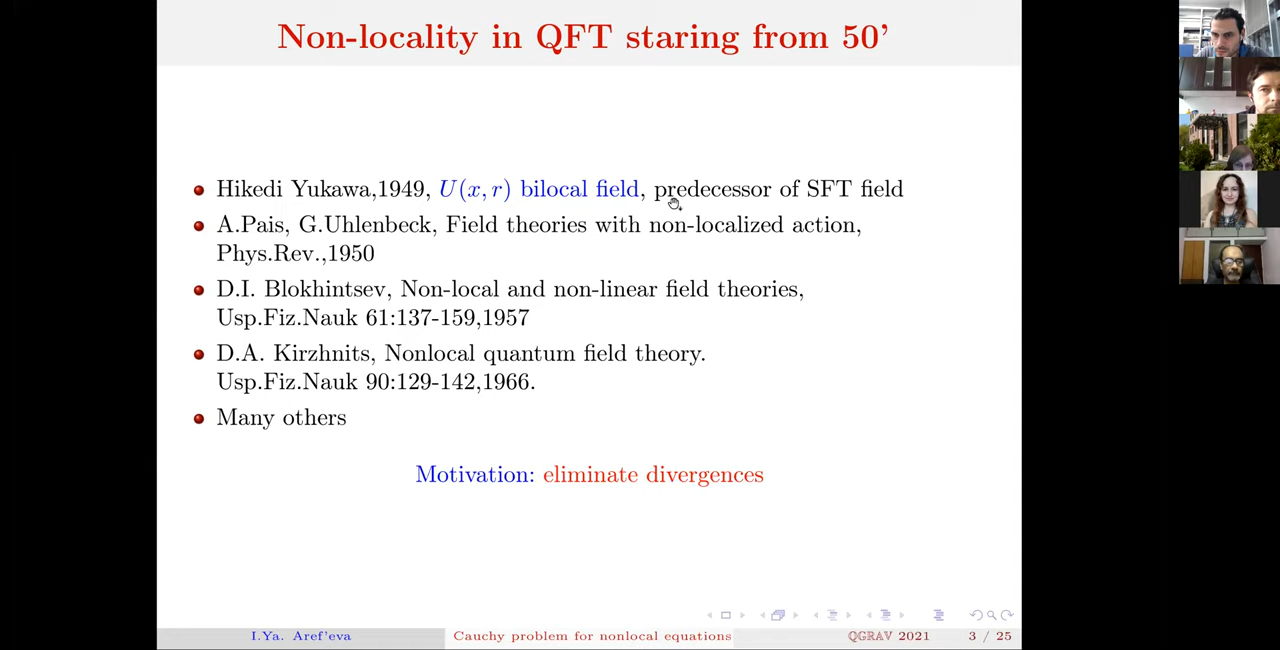 Non-locality in QFT staring from 50'
Hikedi Yukawa,1949, U(x, r) bilocal field, predecessor of SFT field
A.Pais, G.Uhlenbeck, Field theories with non-localized action,
Phys.Rev.,1950
D.I. Blokhintsev, Non-local and non-linear field theories,
Usp.Fiz.Nauk 61:137-159,1957
D.A. Kirzhnits, Nonlocal quantum field theory.
Usp.Fiz.Nauk 90:129-142,1966.
Many others
Motivation: eliminate divergences
I.Ya. Aref'eva Cauchy problem for nonlocal equations QGRAV 2021 3 / 25